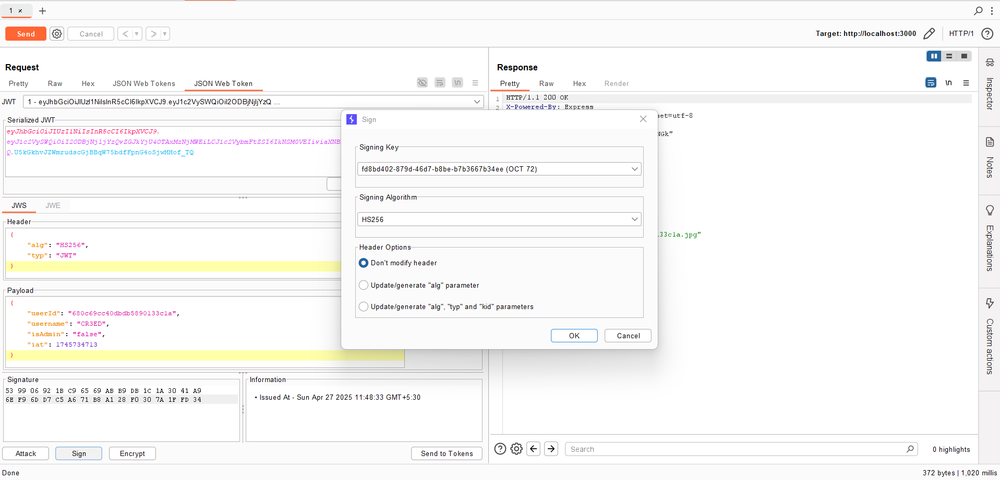 1 ×
Send
Cancel
Target: http://localhost:3000
HTTP/1
Request
Pretty
Raw
Hex
JSON Web Tokens
JSON Web Token
\n
JWT
1 - eyJhbGciOiJIUzI1NiIsInR5cCI6IkpXVCJ9.eyJ1c2VySWQiOiI2ODBjNjljYzQ ...
Serialized JWT
eyJhbGciOiJIUzI1NiIsInR5cCI6IkpXVCJ9.
eyJ1c2VySWQiOiI2ODBjNjljYzQwZGJkYjU4OTAxMzNjMWEiLCJ1c2VybmFtZSI6IkNSM0VEIiwiaXNB
Q.U5kGkhvJZWmrudscGjBBqW75bdfFpnG4oSjwMHof_TQ
JWS
JWE
Header
{
"alg": "HS256",
"typ": "JWT"
}
Payload
{
"userId": "680c69cc40dbdb5890133c1a",
"username": "CR3ED",
"isAdmin": "false",
"iat": 1745734713
}
Signature
53 99 06 92 1B C9 65 69 AB B9 DB 1C 1A 30 41 A9
6E F9 6D D7 C5 A6 71 B8 A1 28 F0 30 7A 1F FD 34
Information
• Issued At - Sun Apr 27 2025 11:48:33 GMT+5:30
Attack
Sign
Encrypt
Send to Tokens
Response
Pretty
Raw
Hex
Render
\n
1 HTTP/1.1 200 OK
2 X-Powered-By: Express
set=utf-8
NGk"
133c1a.jpg"
Sign
Signing Key
fd8bd402-879d-46d7-b8be-b7b3667b34ee (OCT 72)
Signing Algorithm
HS256
Header Options
Don't modify header
Update/generate "alg" parameter
Update/generate "alg", "typ" and "kid" parameters
OK
Cancel
Search
0 highlights
Inspector
Notes
Explanations
Custom actions
Done
372 bytes | 1,020 millis